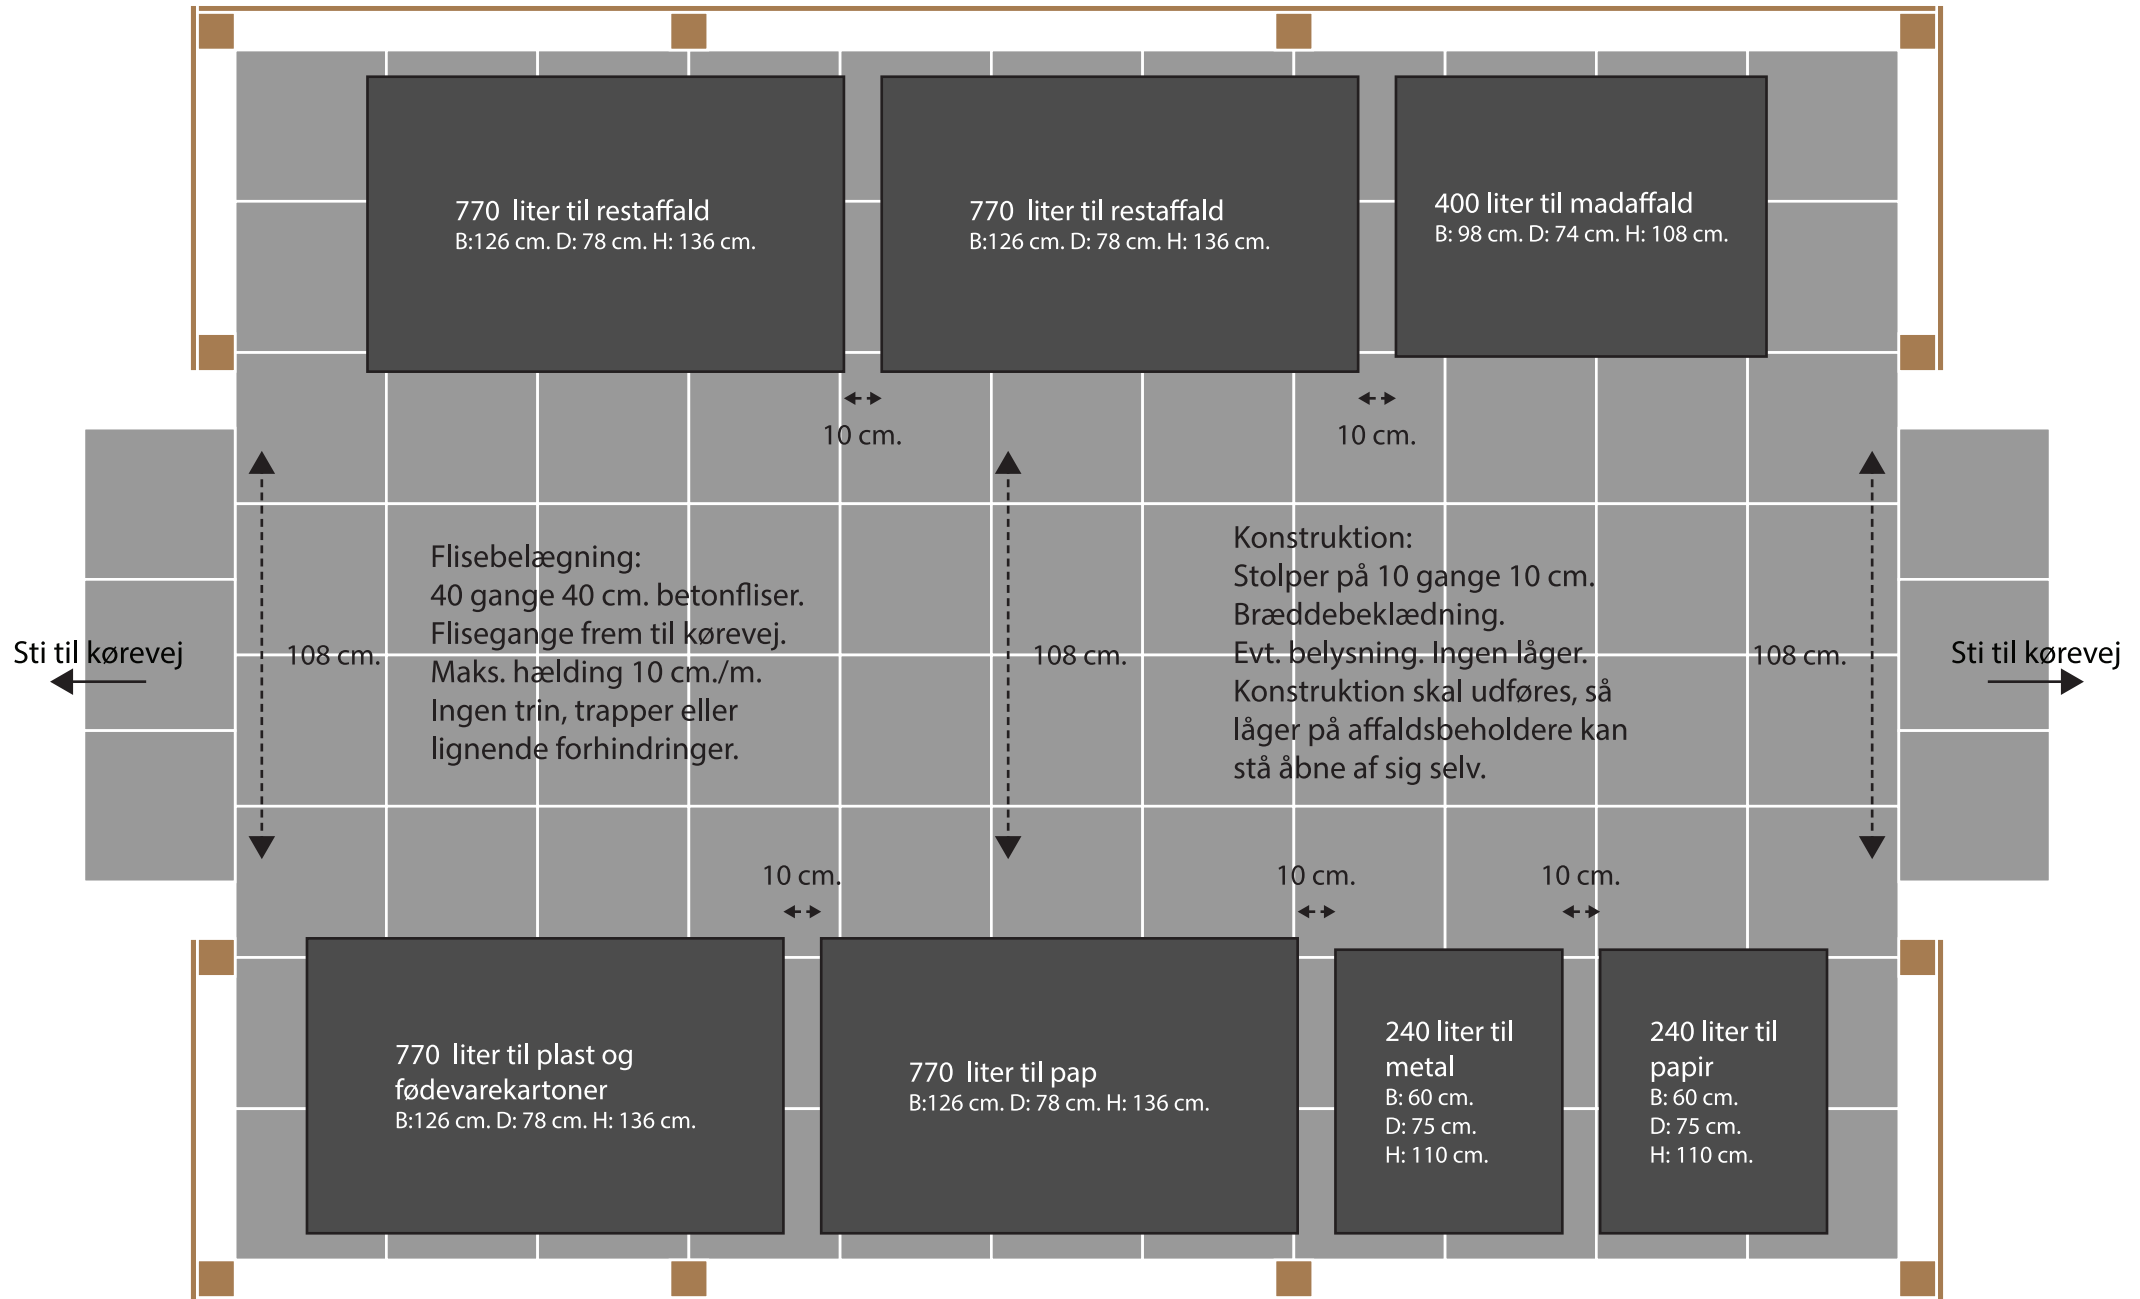 770 liter til restaffald
B:126 cm. D: 78 cm. H: 136 cm.
770 liter til restaffald
B:126 cm. D: 78 cm. H: 136 cm.
400 liter til madaffald
B: 98 cm. D: 74 cm. H: 108 cm.
10 cm.
10 cm.
Sti til kørevej
108 cm.
Flisebelægning:
40 gange 40 cm. betonfliser.
Flisegange frem til kørevej.
Maks. hældning 10 cm./m.
Ingen trin, trapper eller
lignende forhindringer.
108 cm.
Konstruktion:
Stolper på 10 gange 10 cm.
Bræddebeklædning.
Evt. belysning. Ingen låger.
Konstruktion skal udføres, så
låger på affaldsbeholdere kan
stå åbne af sig selv.
108 cm.
Sti til kørevej
10 cm.
10 cm.
10 cm.
770 liter til plast og
fødevarekartoner
B:126 cm. D: 78 cm. H: 136 cm.
770 liter til pap
B:126 cm. D: 78 cm. H: 136 cm.
240 liter til
metal
B: 60 cm.
D: 75 cm.
H: 110 cm.
240 liter til
papir
B: 60 cm.
D: 75 cm.
H: 110 cm.